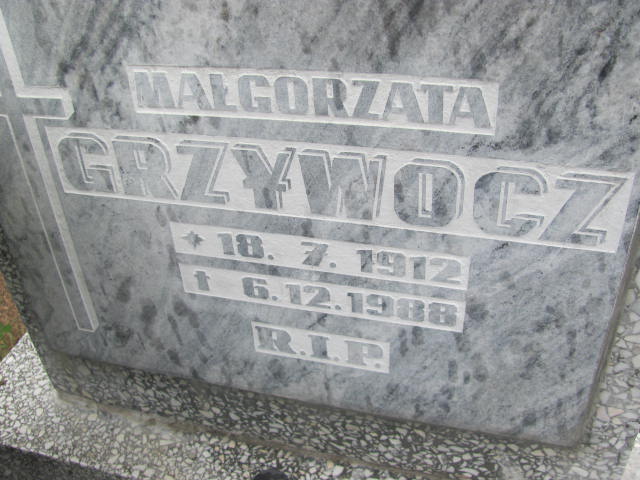 MAŁGORZATA
GRZYWOCZ
* 18. 7. 1912
† 6.12.1988
R.I.P.